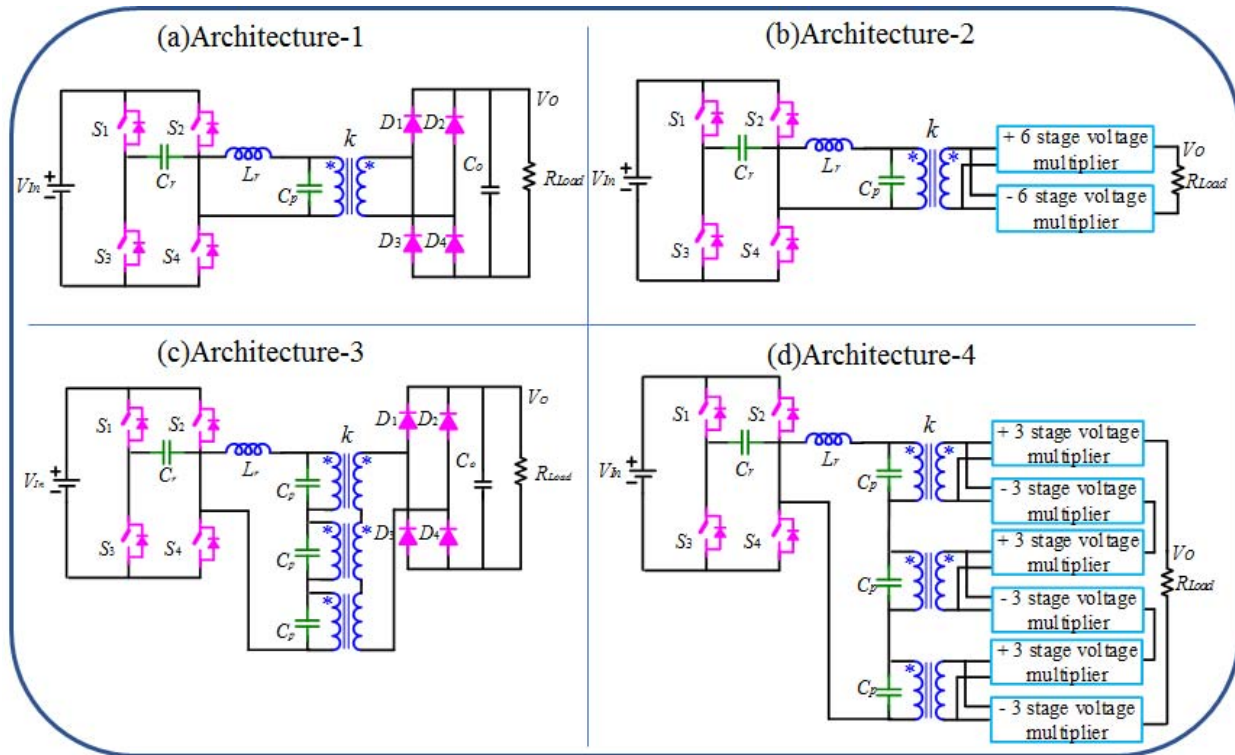 (a)Architecture-1
S1
S2
Cr
Lr
Cp
k
* *
D1
D2
D3
D4
Co
VO
RLoad
VIn
+
-
S3
S4
(b)Architecture-2
S1
S2
Cr
Lr
Cp
k
* *
+ 6 stage voltage
multiplier
- 6 stage voltage
multiplier
VO
RLoad
VIn
+
-
S3
S4
(c)Architecture-3
S1
S2
Cr
Lr
Cp
Cp
Cp
k
* *
* *
*
D1
D2
D3
D4
Co
VO
RLoad
VIn
+
-
S3
S4
(d)Architecture-4
S1
S2
Cr
Lr
Cp
Cp
Cp
k
* *
* *
*
+ 3 stage voltage
multiplier
- 3 stage voltage
multiplier
+ 3 stage voltage
multiplier
- 3 stage voltage
multiplier
+ 3 stage voltage
multiplier
- 3 stage voltage
multiplier
VO
RLoad
VIn
+
-
S3
S4